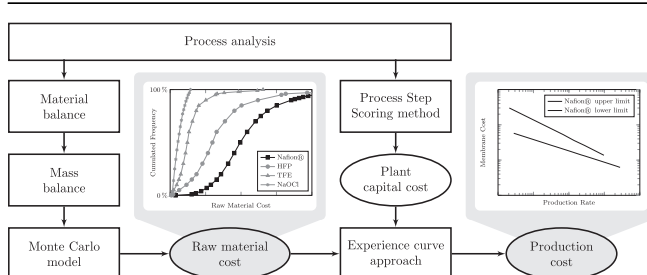 Process analysis
Material
balance
Mass
balance
Monte Carlo
model
100 %
0 %
Cumulated Frequency
Raw Material Cost
Nafion®
HFP
TFE
NaOCl
Raw material
cost
Process Step
Scoring method
Plant
capital cost
Experience curve
approach
Membrane Cost
Production Rate
Nafion® upper limit
Nafion® lower limit
Production
cost